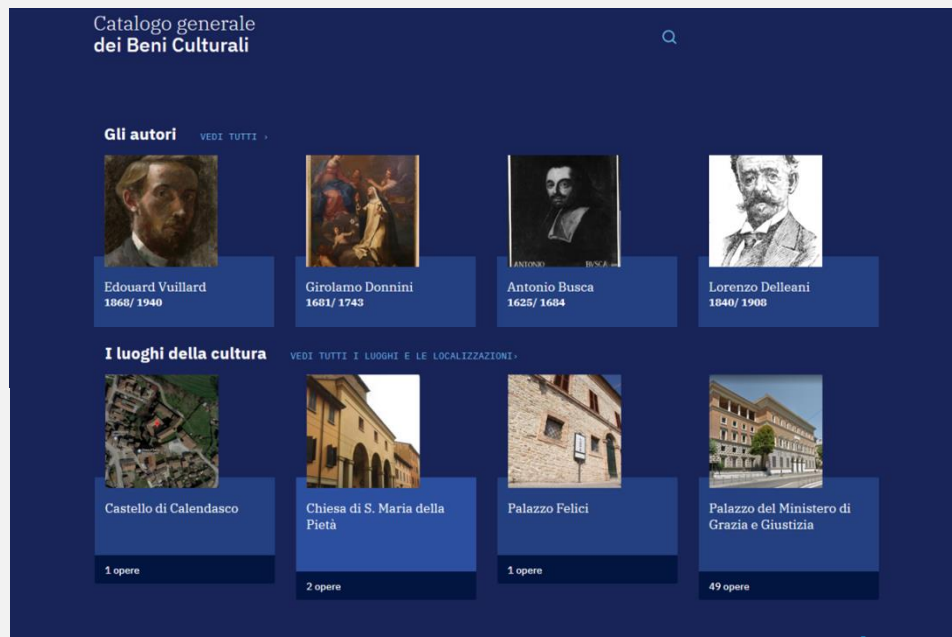 Catalogo generale
dei Beni Culturali
Gli autori VEDI TUTTI ›
ANTONIO BUSCA
Edouard Vuillard
1868/ 1940
Girolamo Donnini
1681/ 1743
Antonio Busca
1625/ 1684
Lorenzo Delleani
1840/ 1908
I luoghi della cultura VEDI TUTTI I LUOGHI E LE LOCALIZZAZIONI›
Castello di Calendasco
1 opere
Chiesa di S. Maria della
Pietà
2 opere
Palazzo Felici
1 opere
Palazzo del Ministero di
Grazia e Giustizia
49 opere